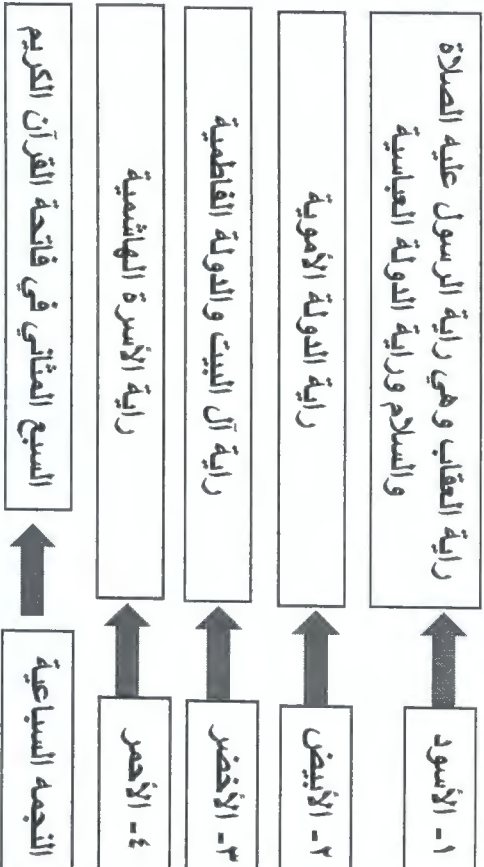 ١- الأسود
راية العقاب وهي راية الرسول عليه الصلاة
والسلام وراية الدولة العباسية
٢- الأبيض
راية الدولة الأموية
٣- الأخضر
راية آل البيت والدولة الفاطمية
٤- الأحمر
راية الأسرة الهاشمية
النجمه السباعية
السبع المثاني في فاتحة القرآن الكريم